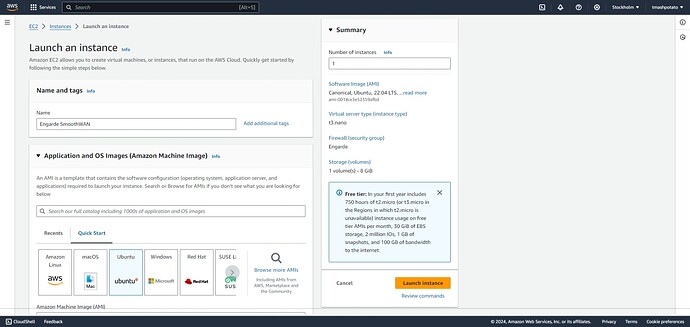 aws
Services
Search
[Alt+S]
Stockholm
tmashpotato
EC2
Instances
Launch an instance
Launch an instance
Info
Amazon EC2 allows you to create virtual machines, or instances, that run on the AWS Cloud. Quickly get started by
following the simple steps below.
Name and tags
Info
Name
Engarde SmoothWAN
Add additional tags
Application and OS Images (Amazon Machine Image)
Info
An AMI is a template that contains the software configuration (operating system, application server, and
applications) required to launch your instance. Search or Browse for AMIs if you don't see what you are looking for
below
Search our full catalog including 1000s of application and OS images
Recents
Quick Start
Amazon
Linux
aws
macOS
Mac
Ubuntu
ubuntu
Windows
Microsoft
Red Hat
Red Hat
SUSE Li
SUS
Browse more AMIs
Including AMIs from
AWS, Marketplace and
the Community
Amazon Machine Image (AMI)
Summary
Number of instances
Info
1
Software Image (AMI)
Canonical, Ubuntu, 22.04 LTS, ...read more
Virtual server type (instance type)
t3.nano
Firewall (security group)
Engarde
Storage (volumes)
1 volume(s) - 8 GiB
Free tier: In your first year includes
750 hours of t2.micro (or t3.micro in
the Regions in which t2.micro is
unavailable) instance usage on free
tier AMIs per month, 30 GiB of EBS
storage, 2 million IOs, 1 GB of
snapshots, and 100 GB of bandwidth
to the internet.
Cancel
Launch instance
Review commands
CloudShell
Feedback
© 2024, Amazon Web Services, Inc. or its affiliates.
Privacy
Terms
Cookie preferences